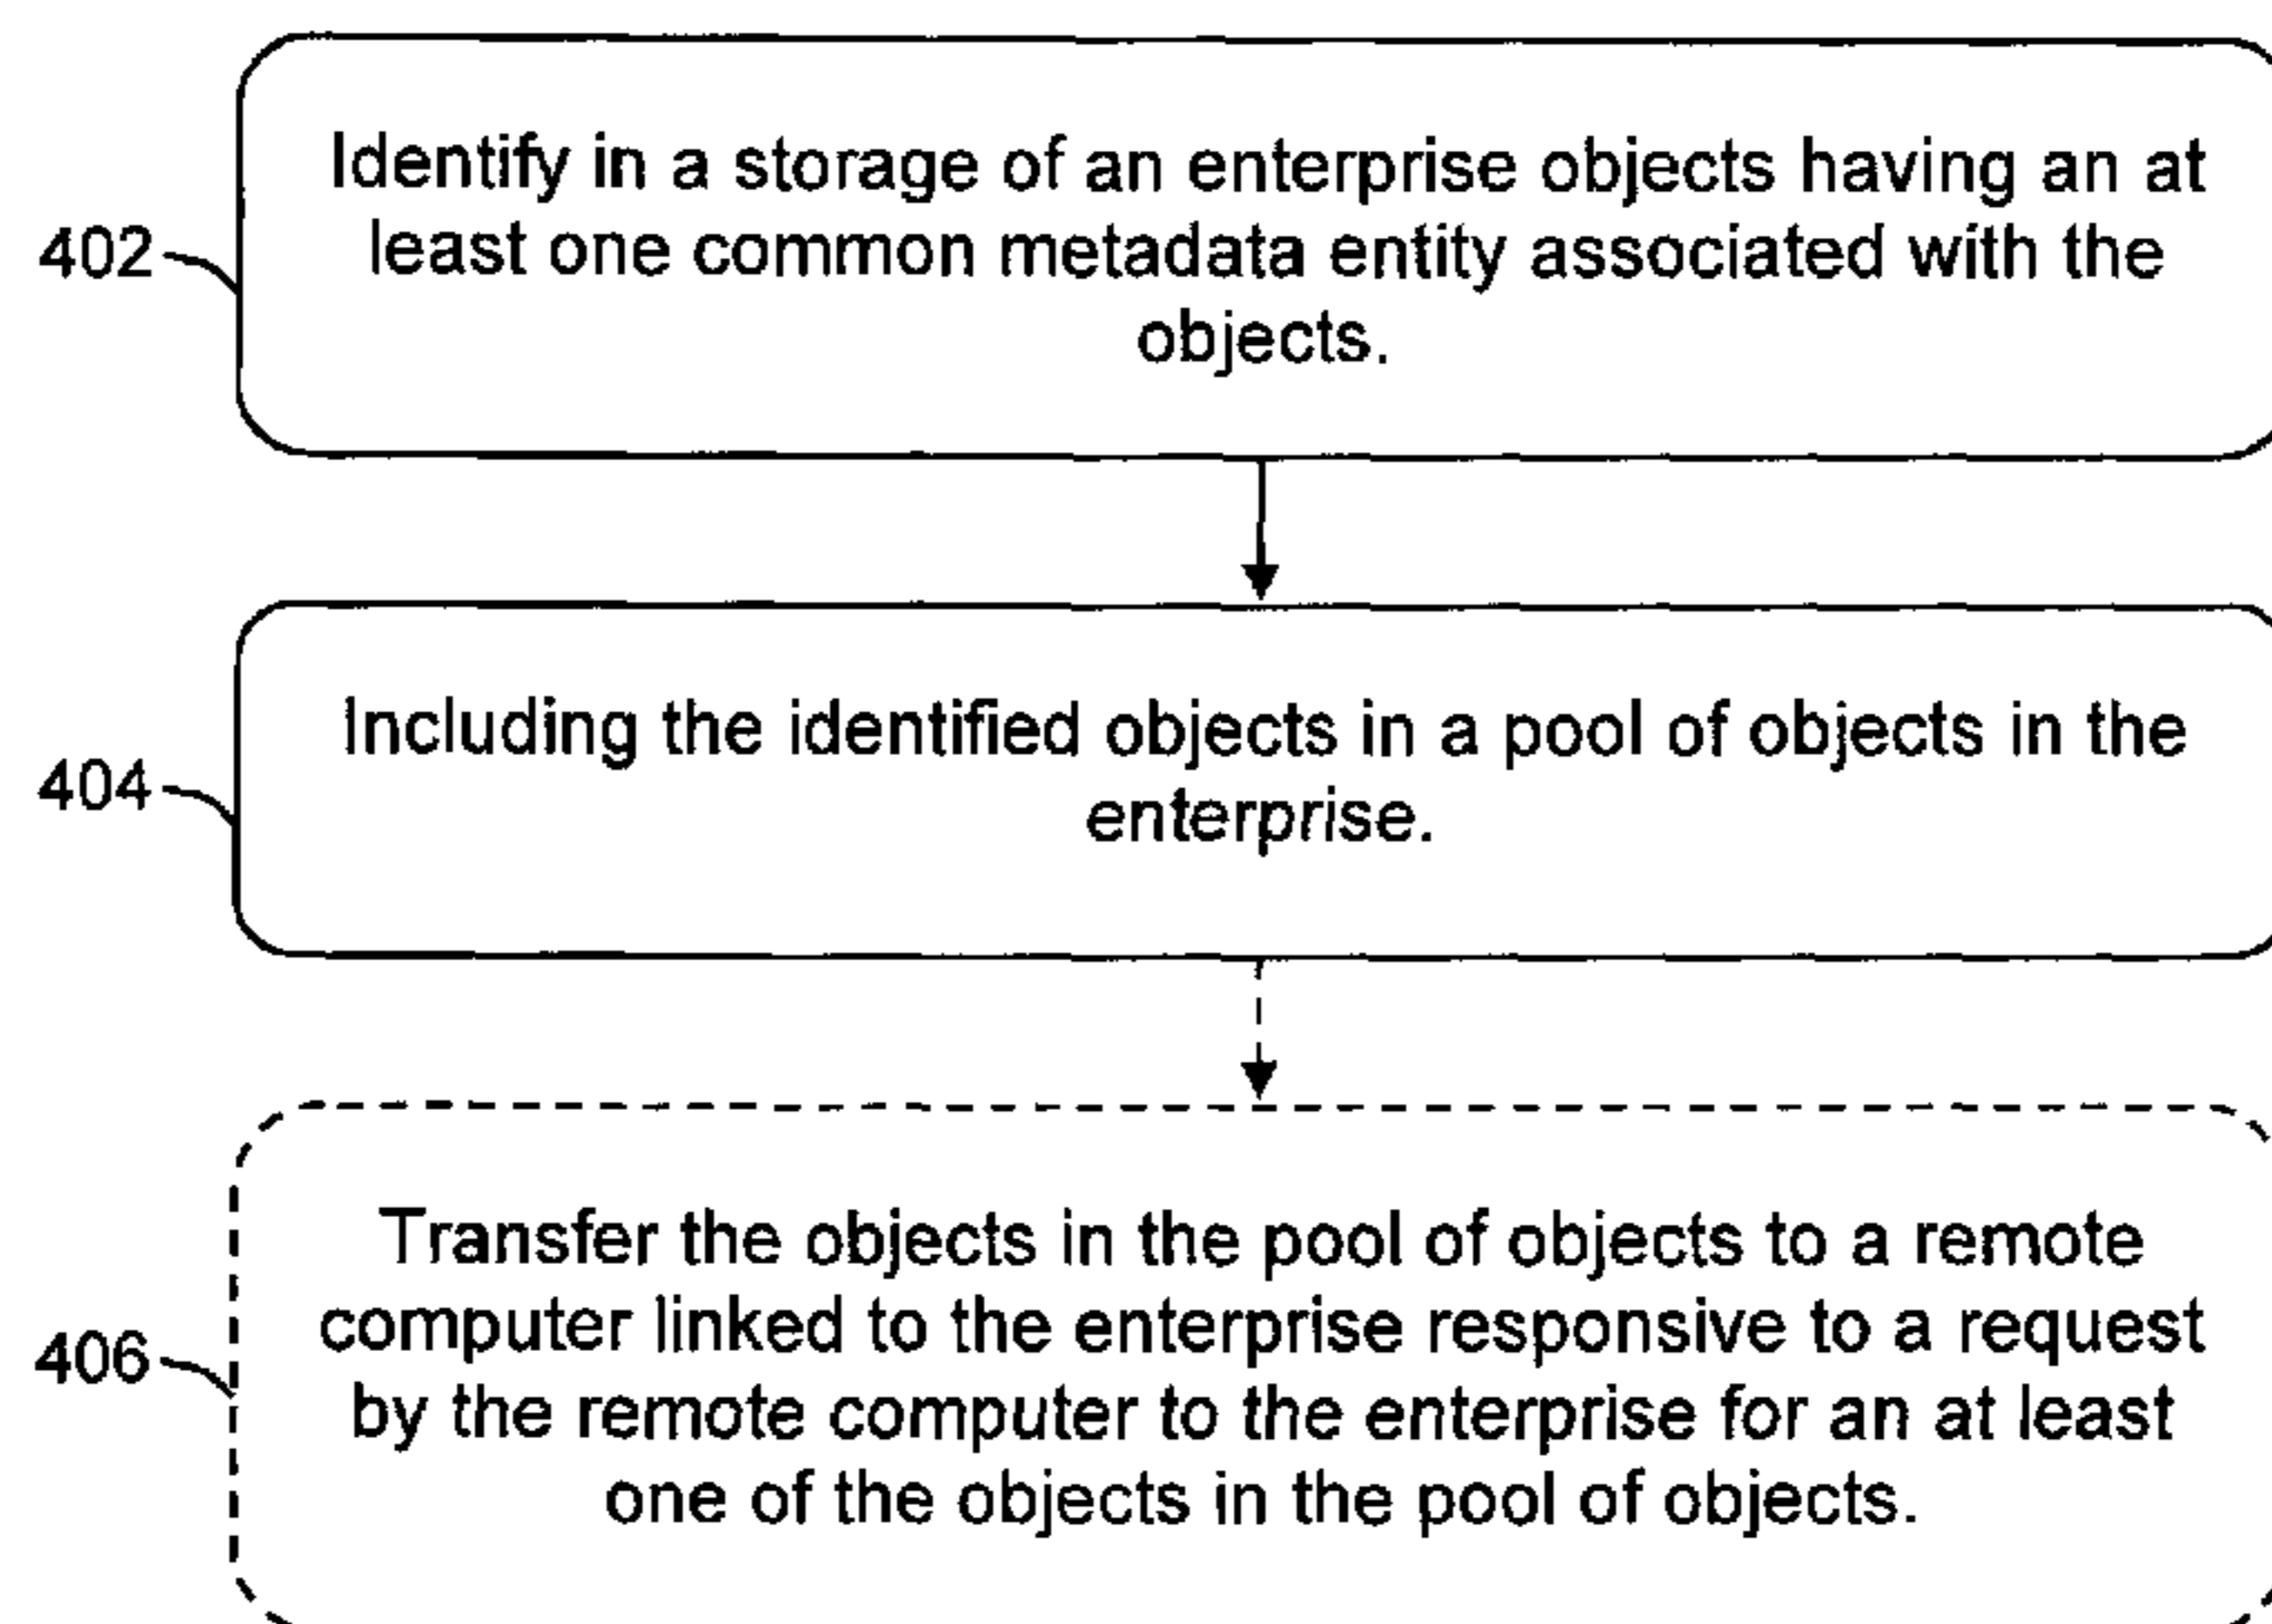 Identify in a storage of an enterprise objects having an at
least one common metadata entity associated with the
objects.
402
Including the identified objects in a pool of objects in the
enterprise.
404
Transfer the objects in the pool of objects to a remote
computer linked to the enterprise responsive to a request
by the remote computer to the enterprise for an at least
one of the objects in the pool of objects.
406